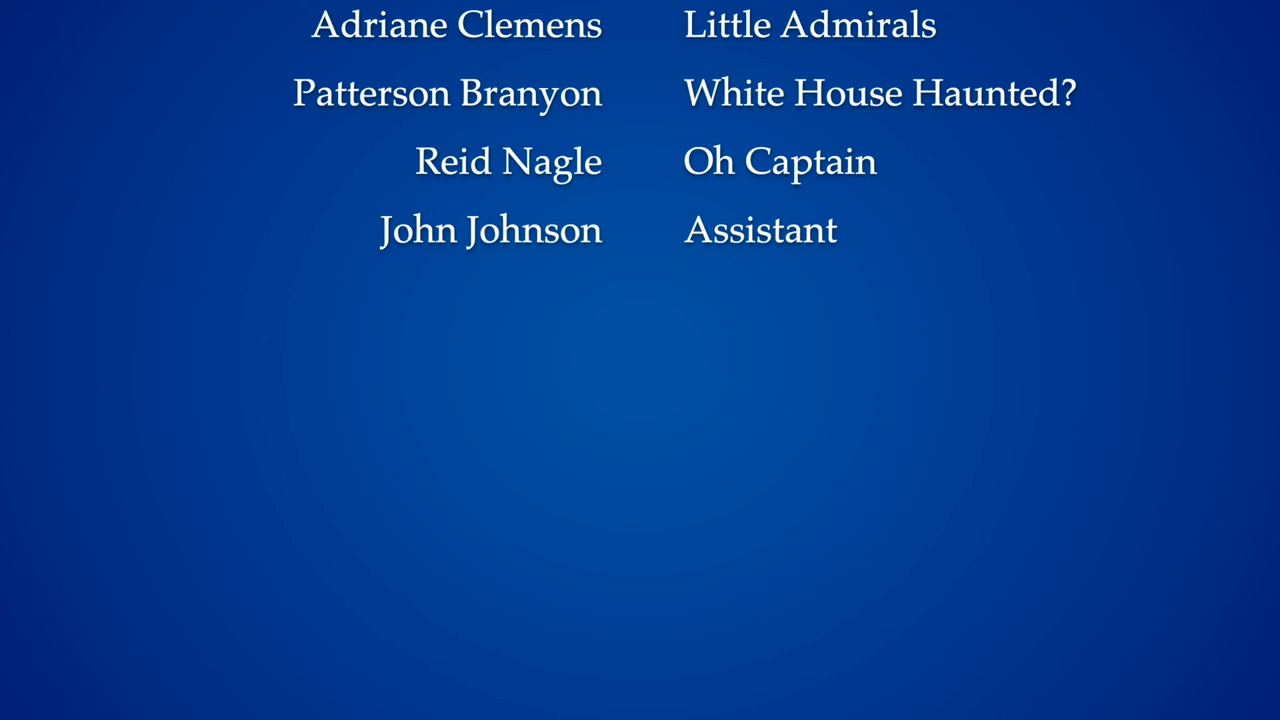 Adriane Clemens Little Admirals
Patterson Branyon White House Haunted?
Reid Nagle Oh Captain
John Johnson Assistant